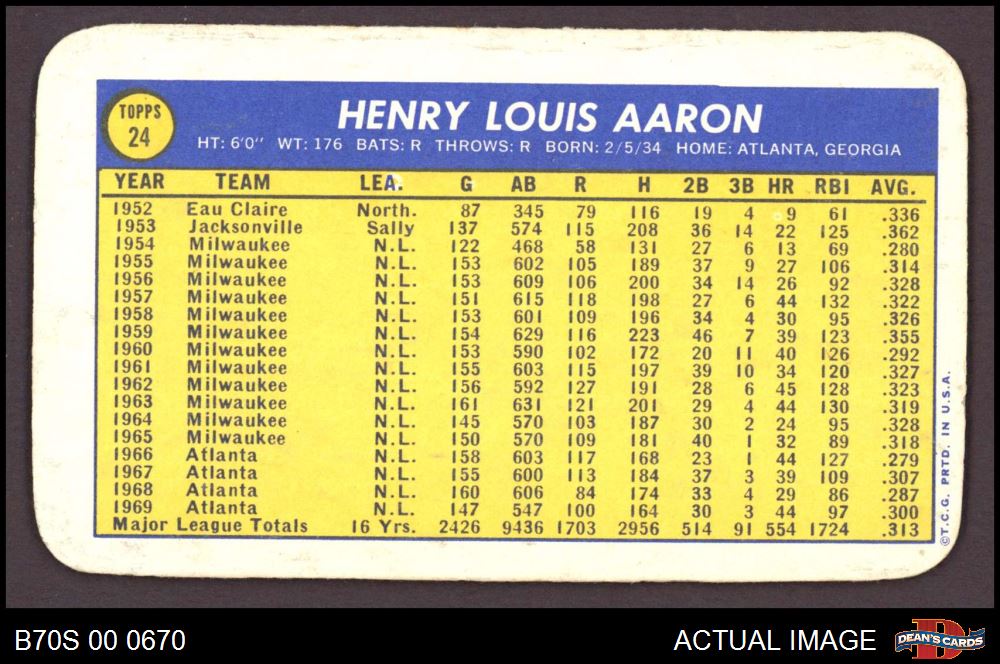 TOPPS
24
HENRY LOUIS AARON
HT: 6'0" WT: 176 BATS: R THROWS: R BORN: 2/5/34 HOME: ATLANTA, GEORGIA
YEAR TEAM LEA. G AB R H 2B 3B HR RBI AVG.
1952 Eau Claire North. 87 345 79 116 19 4 9 61 .336
1953 Jacksonville Sally 137 574 115 208 36 14 22 125 .362
1954 Milwaukee N.L. 122 468 58 131 27 6 13 69 .280
1955 Milwaukee N.L. 153 602 105 189 37 9 27 106 .314
1956 Milwaukee N.L. 153 609 106 200 34 14 26 92 .328
1957 Milwaukee N.L. 151 615 118 198 27 6 44 132 .322
1958 Milwaukee N.L. 153 601 109 196 34 4 30 95 .326
1959 Milwaukee N.L. 154 629 116 223 46 7 39 123 .355
1960 Milwaukee N.L. 153 590 102 172 20 11 40 126 .292
1961 Milwaukee N.L. 155 603 115 197 39 10 34 120 .327
1962 Milwaukee N.L. 156 592 127 191 28 6 45 128 .323
1963 Milwaukee N.L. 161 631 121 201 29 4 44 130 .319
1964 Milwaukee N.L. 145 570 103 187 30 2 24 95 .328
1965 Milwaukee N.L. 150 570 109 181 40 1 32 89 .318
1966 Atlanta N.L. 158 603 117 168 23 1 44 127 .279
1967 Atlanta N.L. 155 600 113 184 37 3 39 109 .307
1968 Atlanta N.L. 160 606 84 174 33 4 29 86 .287
1969 Atlanta N.L. 147 547 100 164 30 3 44 97 .300
Major League Totals 16 Yrs. 2426 9436 1703 2956 514 91 554 1724 .313
©T.C.G. PRTD. IN U.S.A.
B70S 00 0670
ACTUAL IMAGE
DEAN'S CARDS